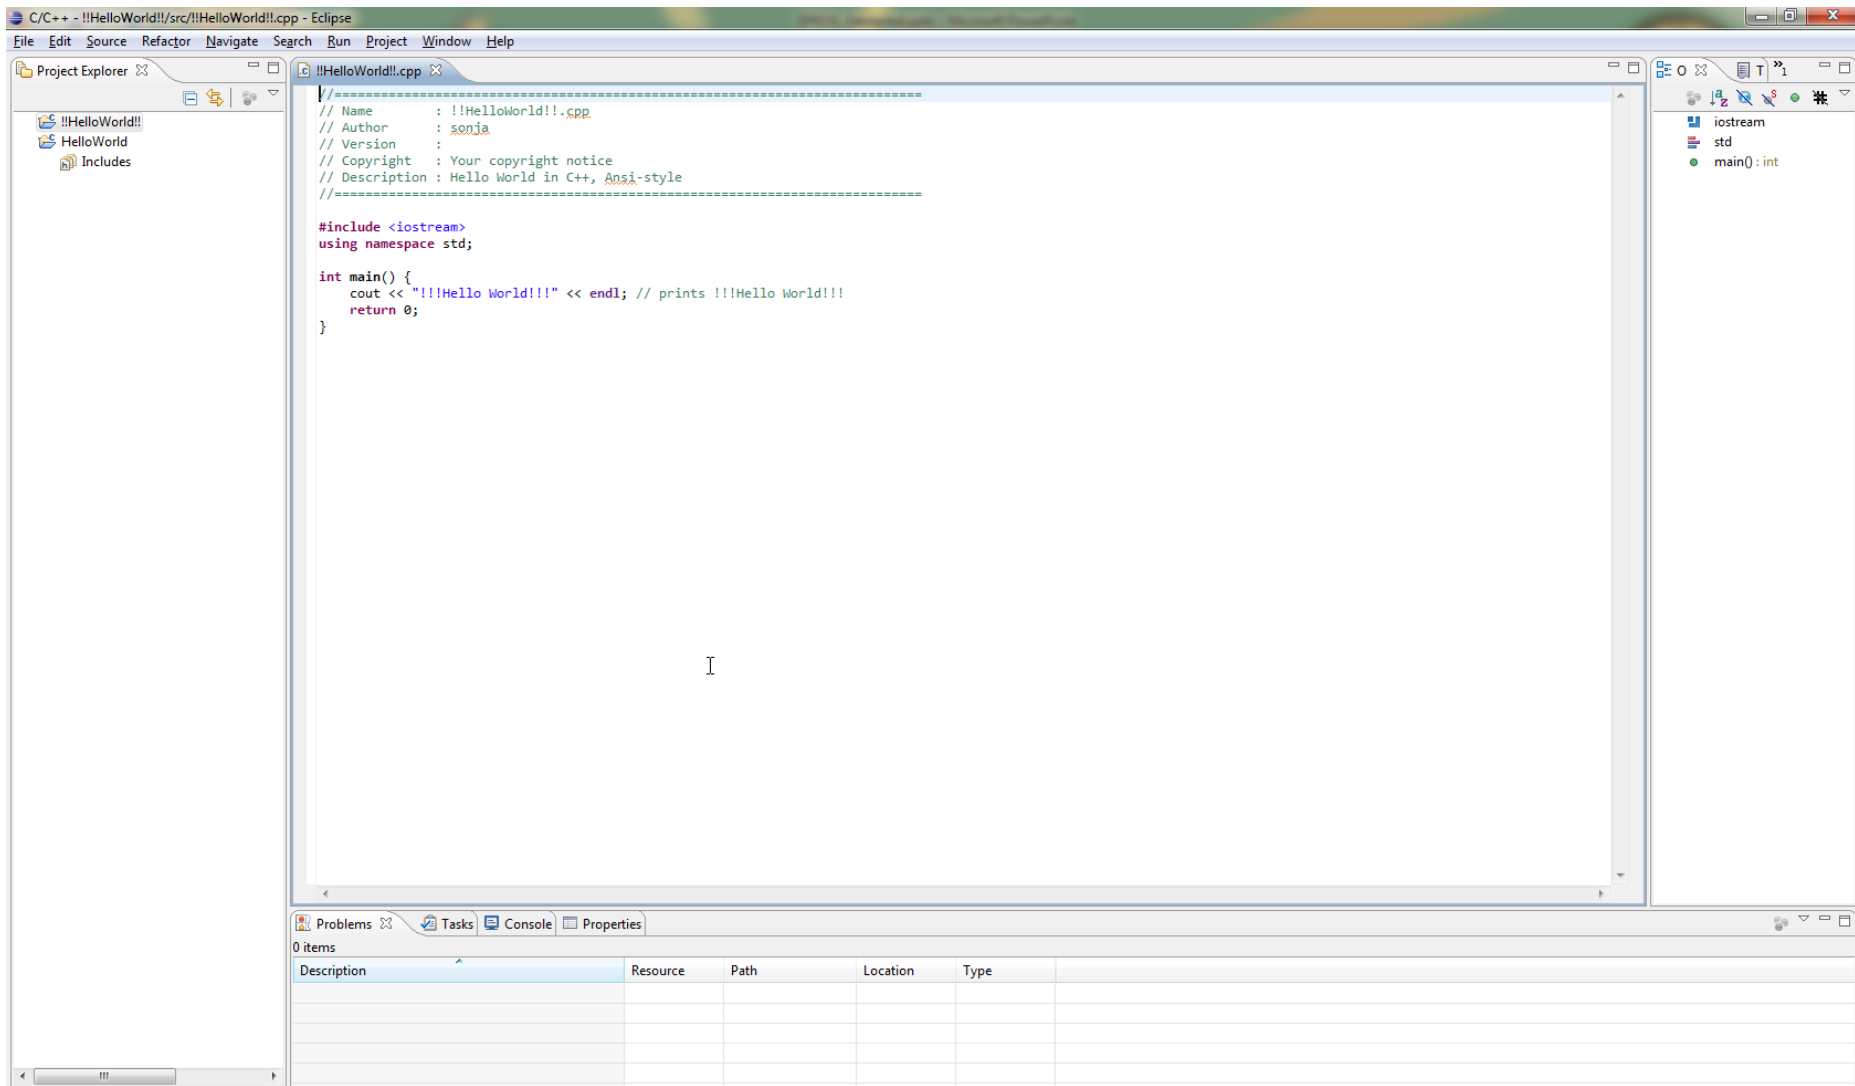 C/C++ - !!HelloWorld!!/src/!!HelloWorld!!.cpp - Eclipse
File Edit Source Refactor Navigate Search Run Project Window Help
Project Explorer
!!HelloWorld!!
HelloWorld
Includes
!!HelloWorld!!.cpp
//============================================================================
// Name        : !!HelloWorld!!.cpp
// Author      : sonja
// Version     :
// Copyright   : Your copyright notice
// Description : Hello World in C++, Ansi-style
//============================================================================
#include <iostream>
using namespace std;
int main() {
    cout << "!!!Hello World!!!" << endl; // prints !!!Hello World!!!
    return 0;
}
O T »1
iostream
std
main() : int
Problems Tasks Console Properties
0 items
Description Resource Path Location Type